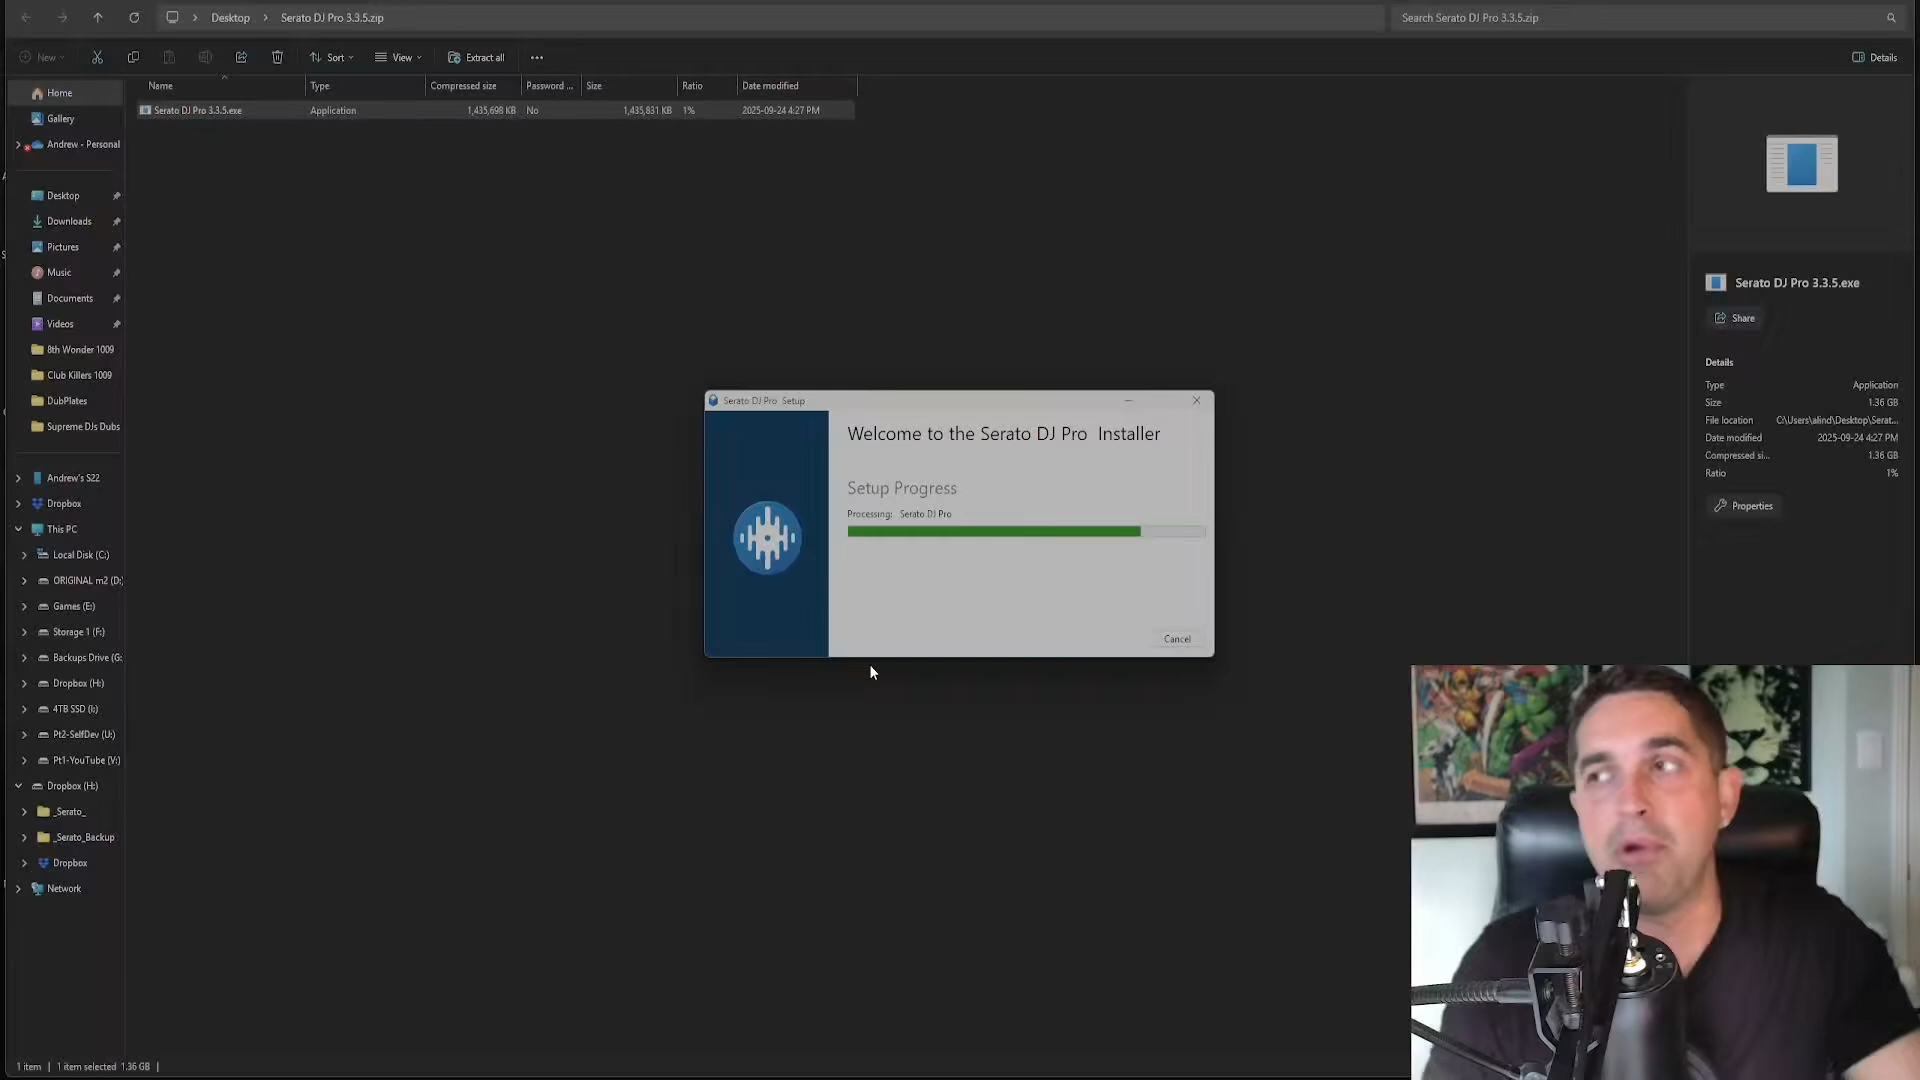 Desktop > Serato DJ Pro 3.3.5.zip
Search Serato DJ Pro 3.3.5.zip
New
Sort
View
Extract all
Details
Name Type Compressed size Password ... Size Ratio Date modified
Serato DJ Pro 3.3.5.exe Application 1,435,698 KB No 1,435,831 KB 1% 2025-09-24 4:27 PM
Home
Gallery
Andrew - Personal
Desktop
Downloads
Pictures
Music
Documents
Videos
8th Wonder 1009
Club Killers 1009
DubPlates
Supreme DJs Dubs
Andrew's S22
Dropbox
This PC
Local Disk (C:)
ORIGINAL m2 (D:)
Games (E:)
Storage 1 (F:)
Backups Drive (G:
Dropbox (H:)
4TB SSD (I:)
Pt2-SelfDev (U:)
Pt1-YouTube (V:)
Dropbox (H:)
_Serato_
_Serato_Backup
Dropbox
Network
1 item | 1 item selected 1.36 GB |
Serato DJ Pro Setup
Welcome to the Serato DJ Pro Installer
Setup Progress
Processing: Serato DJ Pro
Cancel
Serato DJ Pro 3.3.5.exe
Share
Details
Type Application
Size 1.36 GB
File location C:\Users\alind\Desktop\Serat...
Date modified 2025-09-24 4:27 PM
Compressed si... 1.36 GB
Ratio 1%
Properties